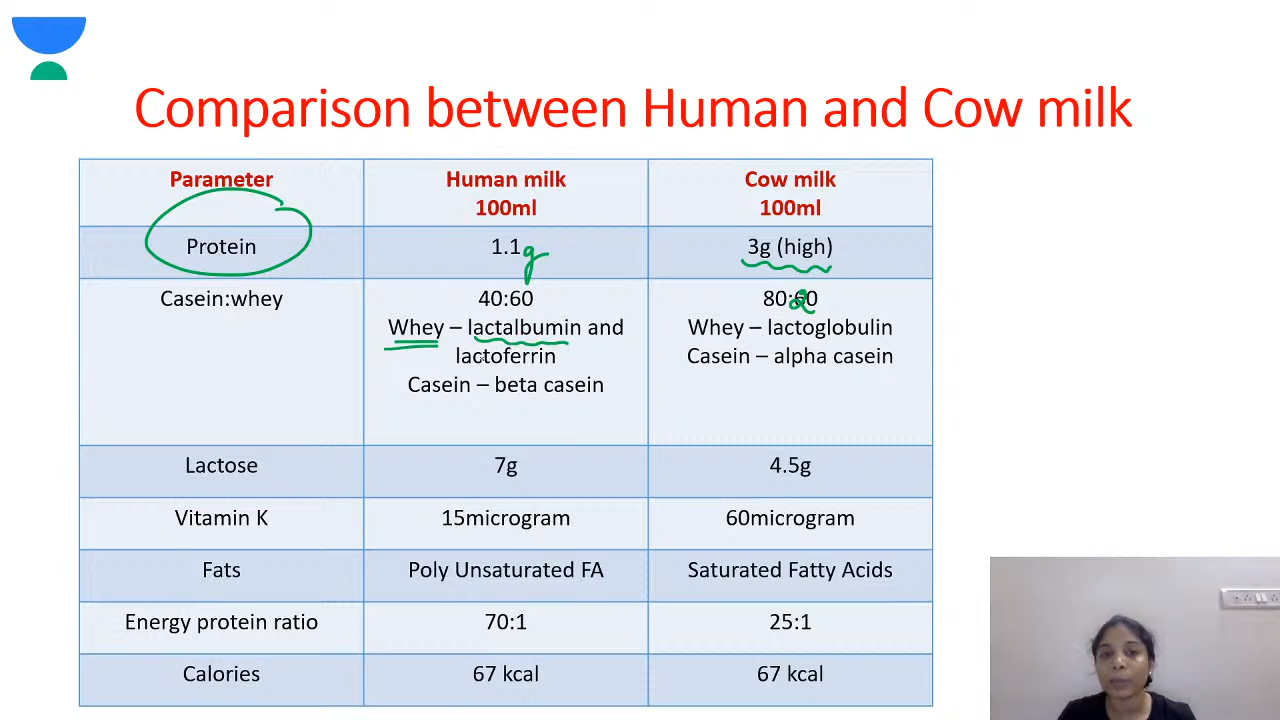 Comparison between Human and Cow milk
Parameter
Human milk
100ml
Cow milk
100ml
Protein
1.1g
3g (high)
Casein:whey
40:60
Whey – lactalbumin and
lactoferrin
Casein – beta casein
80:20
Whey – lactoglobulin
Casein – alpha casein
Lactose
7g
4.5g
Vitamin K
15microgram
60microgram
Fats
Poly Unsaturated FA
Saturated Fatty Acids
Energy protein ratio
70:1
25:1
Calories
67 kcal
67 kcal